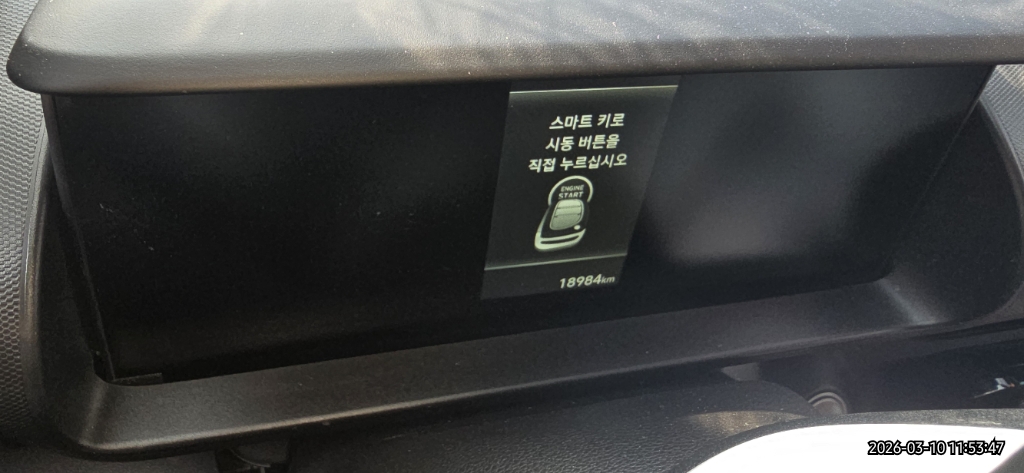 스마트 키로
시동 버튼을
직접 누르십시오
ENGINE
START
18984km
2026-03-10 11:53:47